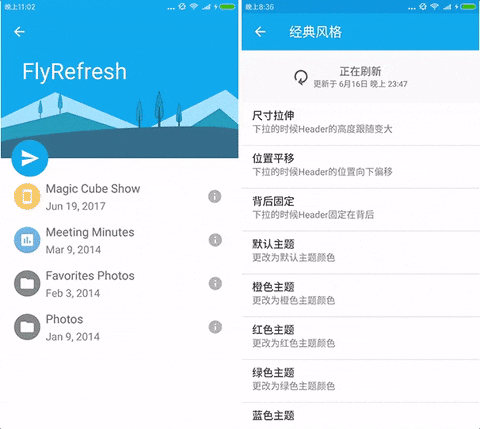 晚上11:02
FlyRefresh
Magic Cube Show
Jun 19, 2017
Meeting Minutes
Mar 9, 2014
Favorites Photos
Feb 3, 2014
Photos
Jan 9, 2014
晚上8:36
经典风格
正在刷新
更新于 6月16日 晚上 23:47
尺寸拉伸
下拉的时候Header的高度跟随变大
位置平移
下拉的时候Header的位置向下偏移
背后固定
下拉的时候Header固定在背后
默认主题
更改为默认主题颜色
橙色主题
更改为橙色主题颜色
红色主题
更改为红色主题颜色
绿色主题
更改为绿色主题颜色
蓝色主题